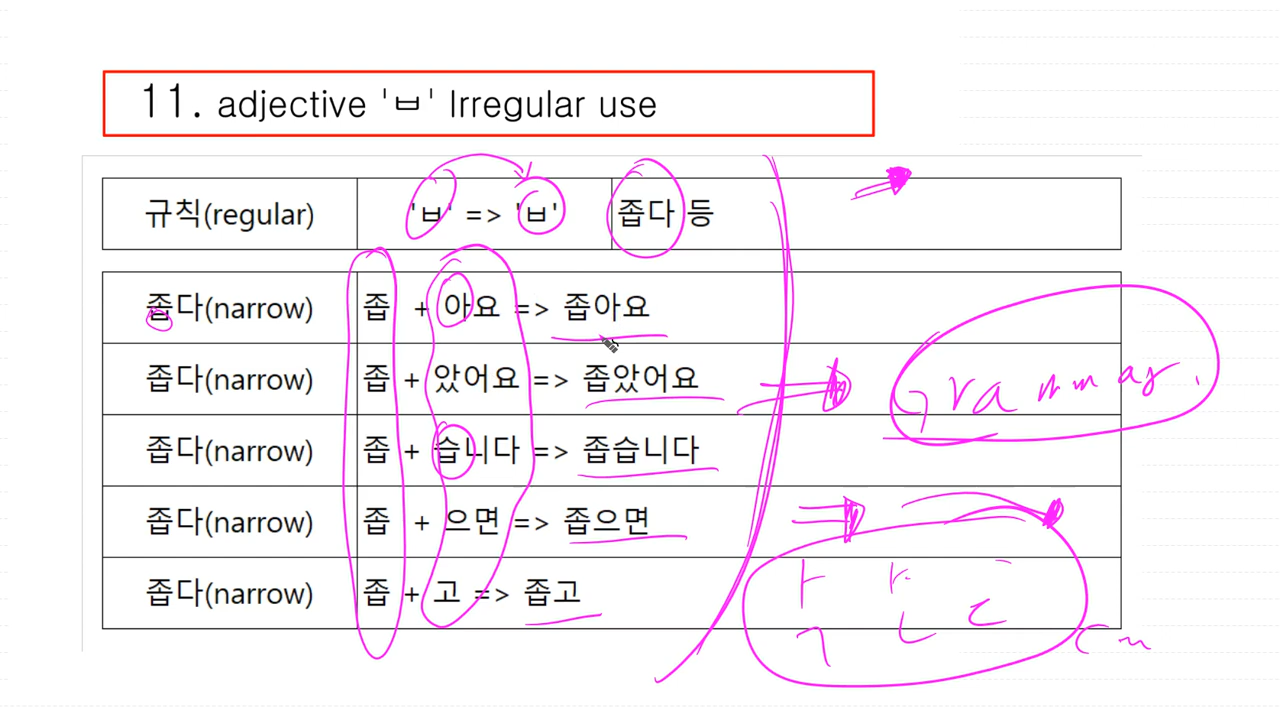 11. adjective 'ㅂ' Irregular use
규칙(regular) 'ㅂ' => 'ㅂ' 좁다 등
좁다(narrow) 좁 + 아요 => 좁아요
좁다(narrow) 좁 + 았어요 => 좁았어요
Grammar.
좁다(narrow) 좁 + 습니다 => 좁습니다
좁다(narrow) 좁 + 으면 => 좁으면
좁다(narrow) 좁 + 고 => 좁고
ㅏ ㅑ
ㄱ ㄴ ㄷ